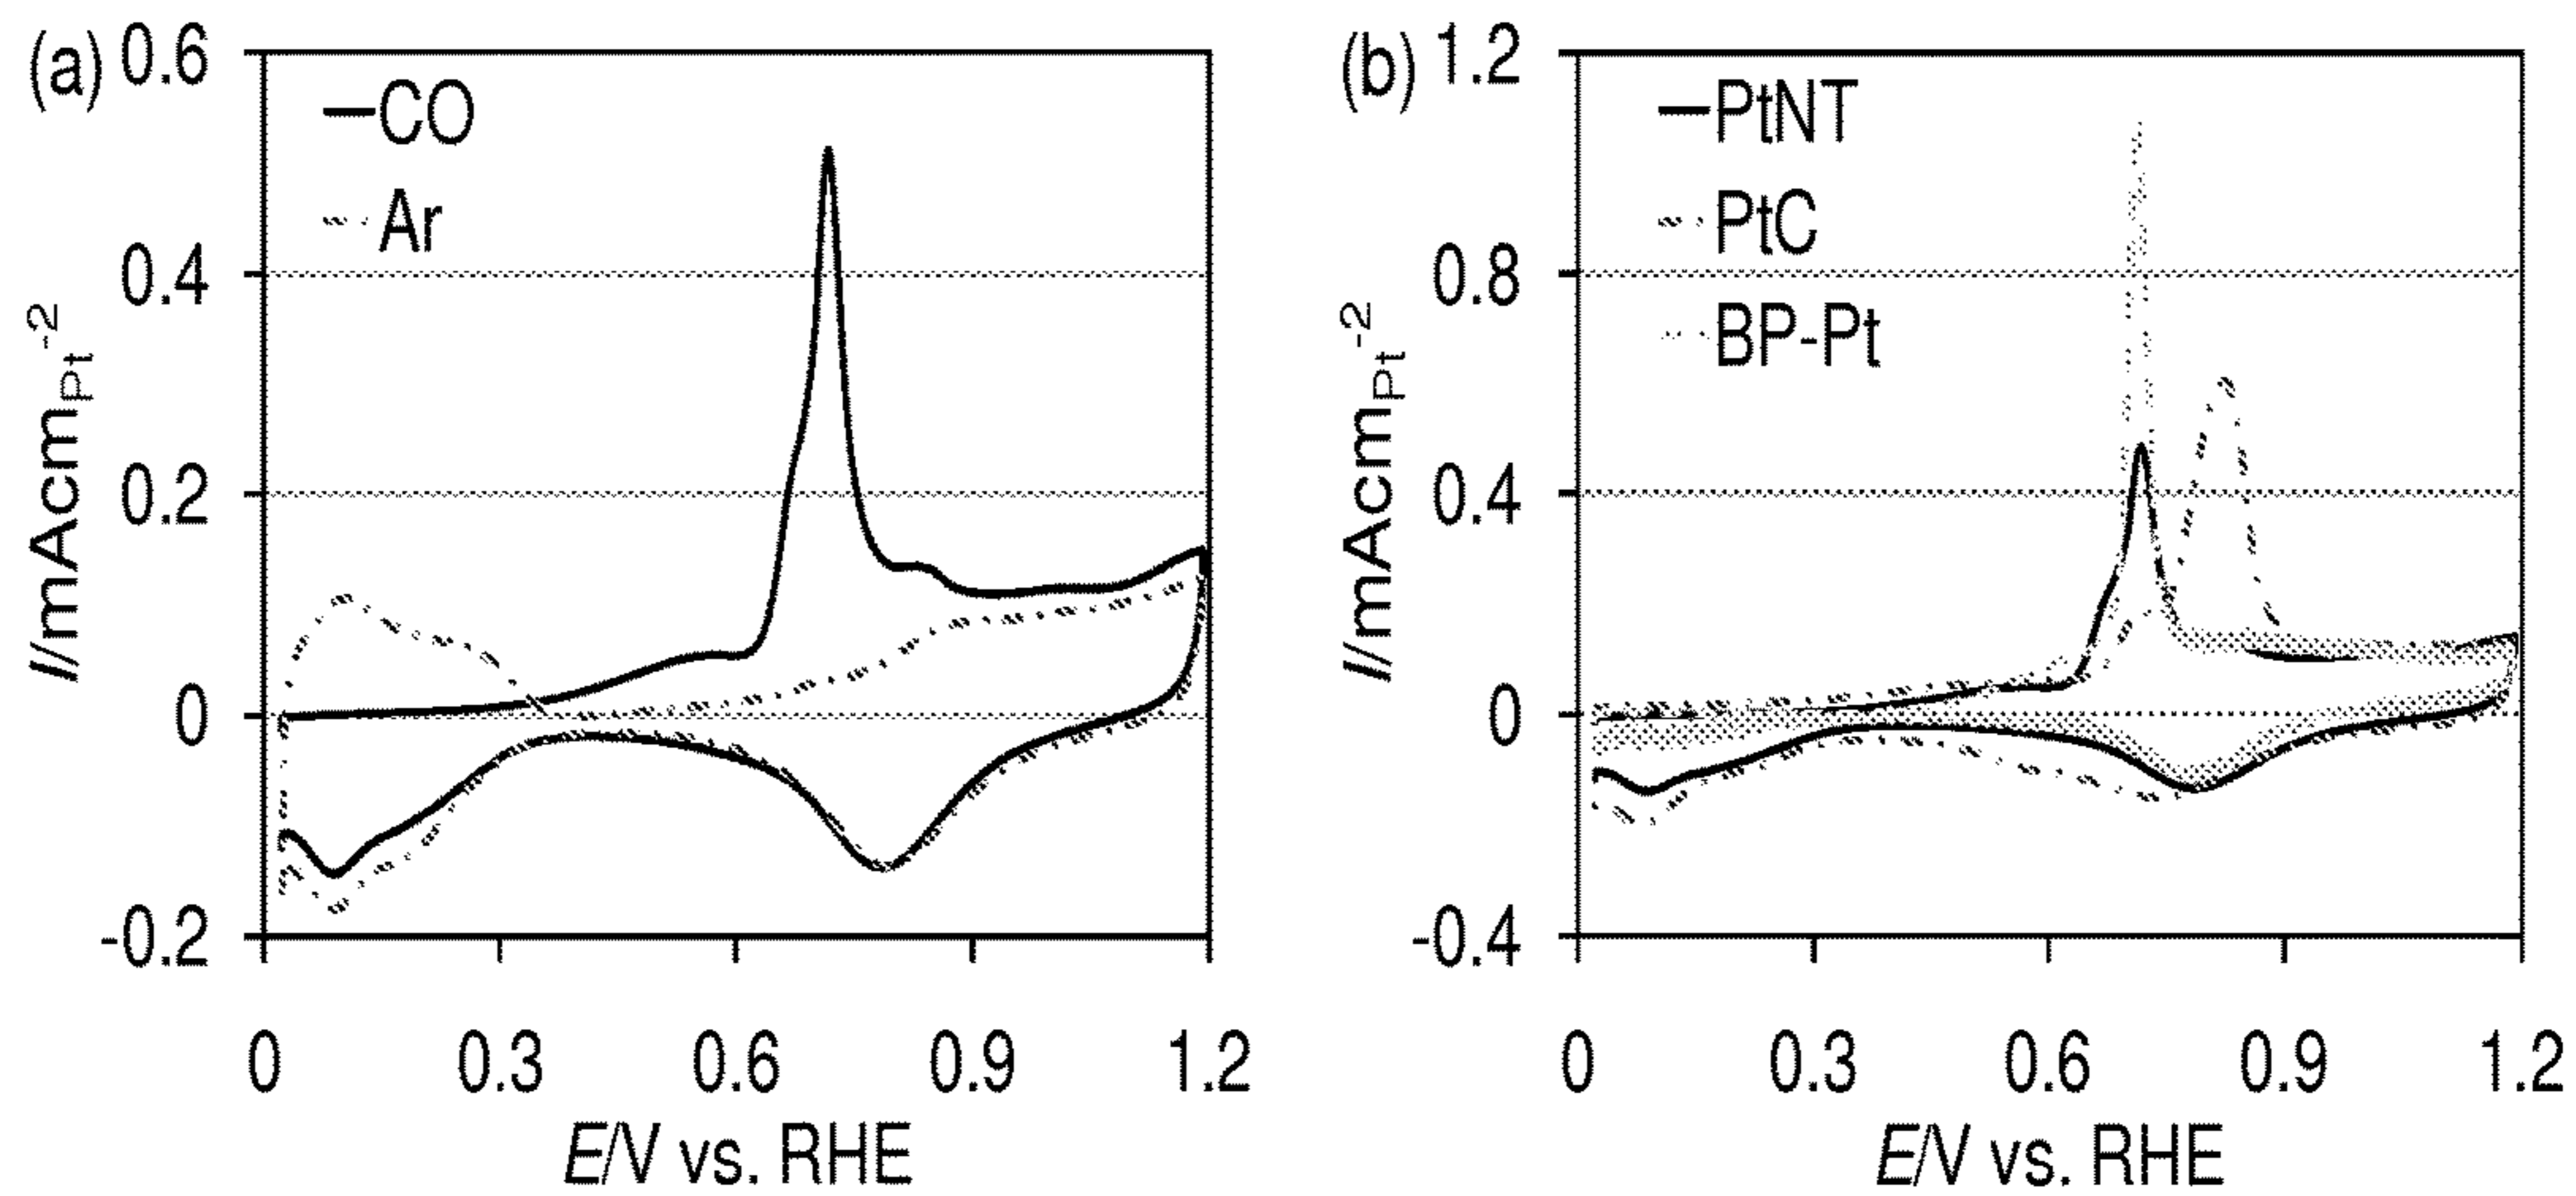 (a)
0.6
0.4
0.2
0
-0.2
I/mAcm_Pt^-2
CO
Ar
0 0.3 0.6 0.9 1.2
E/V vs. RHE
(b)
1.2
0.8
0.4
0
-0.4
I/mAcm_Pt^-2
PtNT
PtC
BP-Pt
0 0.3 0.6 0.9 1.2
E/V vs. RHE